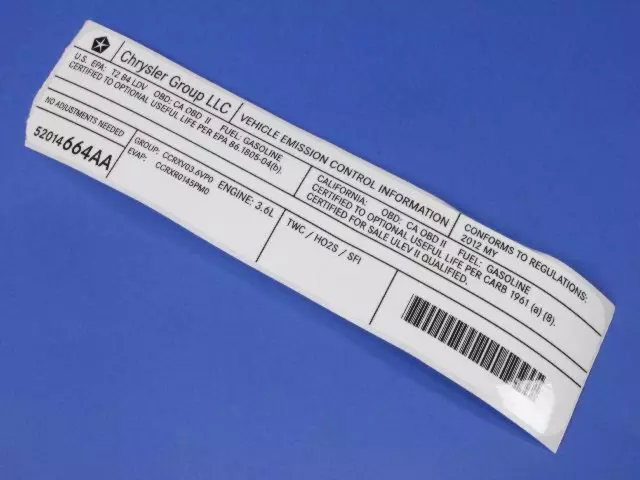 Chrysler Group LLC
VEHICLE EMISSION CONTROL INFORMATION
CONFORMS TO REGULATIONS:
2012 MY
U.S. EPA: T2 B4 LDV OBD: CA OBD II FUEL: GASOLINE
CERTIFIED TO OPTIONAL USEFUL LIFE PER EPA 86.1805-04(b).
CALIFORNIA: OBD: CA OBD II FUEL: GASOLINE
CERTIFIED TO OPTIONAL USEFUL LIFE PER CARB 1961 (a) (8).
CERTIFIED FOR SALE ULEV II QUALIFIED.
NO ADJUSTMENTS NEEDED
52014664AA
GROUP: CCRXV03.6VP0 ENGINE: 3.6L
EVAP: CCRXR0145PM0
TWC / HO2S / SFI